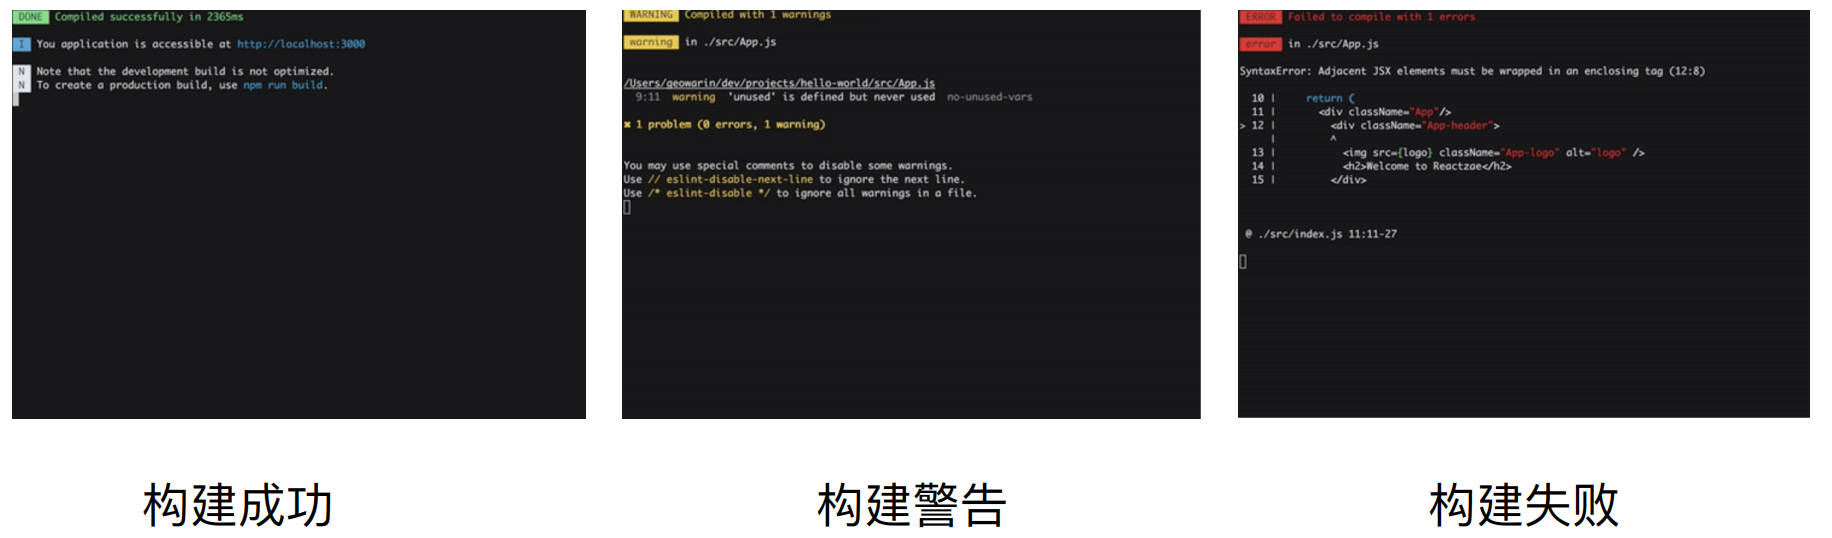 DONE Compiled successfully in 2365ms
I You application is accessible at http://localhost:3000
N Note that the development build is not optimized.
N To create a production build, use npm run build.
构建成功
WARNING Compiled with 1 warnings
warning in ./src/App.js
/Users/geowarin/dev/projects/hello-world/src/App.js
9:11 warning 'unused' is defined but never used no-unused-vars
✖ 1 problem (0 errors, 1 warning)
You may use special comments to disable some warnings.
Use // eslint-disable-next-line to ignore the next line.
Use /* eslint-disable */ to ignore all warnings in a file.
构建警告
ERROR Failed to compile with 1 errors
error in ./src/App.js
SyntaxError: Adjacent JSX elements must be wrapped in an enclosing tag (12:8)
10 | return (
11 | <div className="App"/>
> 12 | <div className="App-header">
| ^
13 | <img src={logo} className="App-logo" alt="logo" />
14 | <h2>Welcome to Reactzae</h2>
15 | </div>
@ ./src/index.js 11:11-27
构建失败